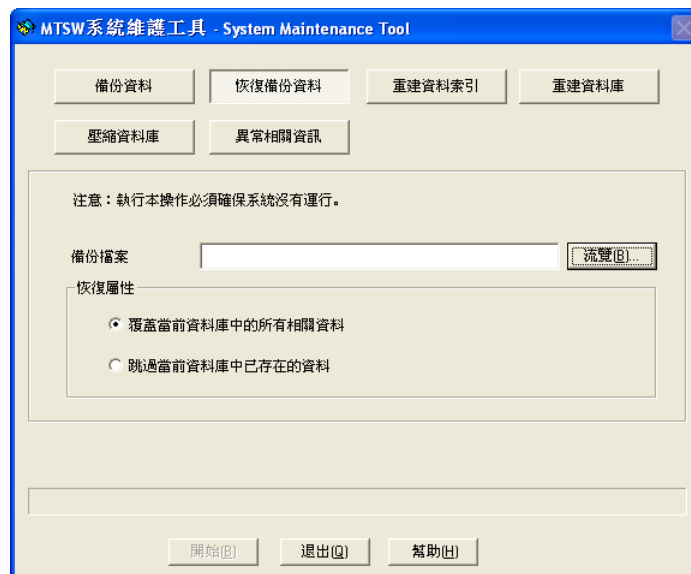 MTSW系統維護工具 - System Maintenance Tool
備份資料 恢復備份資料 重建資料索引 重建資料庫
壓縮資料庫 異常相關資訊
注意：執行本操作必須確保系統沒有運行。
備份檔案 流覽(B)...
恢復屬性
覆蓋當前資料庫中的所有相關資料
跳過當前資料庫中已存在的資料
開始(B) 退出(Q) 幫助(H)